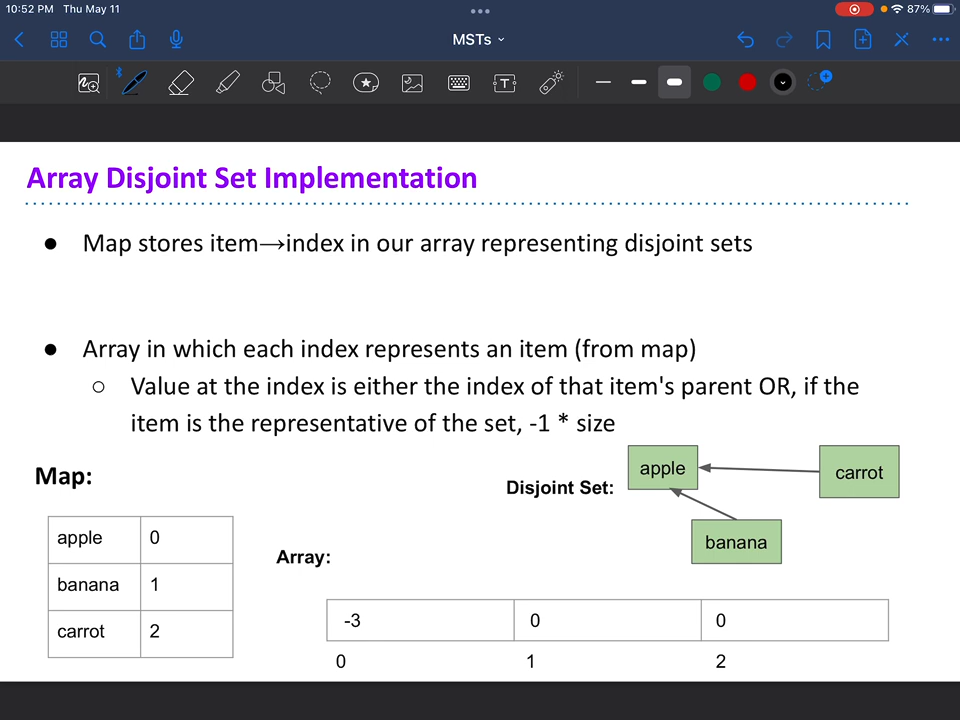 10:52 PM Thu May 11
87%
MSTs
T
Array Disjoint Set Implementation
● Map stores item→index in our array representing disjoint sets
● Array in which each index represents an item (from map)
○ Value at the index is either the index of that item's parent OR, if the
item is the representative of the set, -1 * size
Map:
Disjoint Set:
apple
carrot
banana
apple 0
banana 1
carrot 2
Array:
-3 0 0
0 1 2